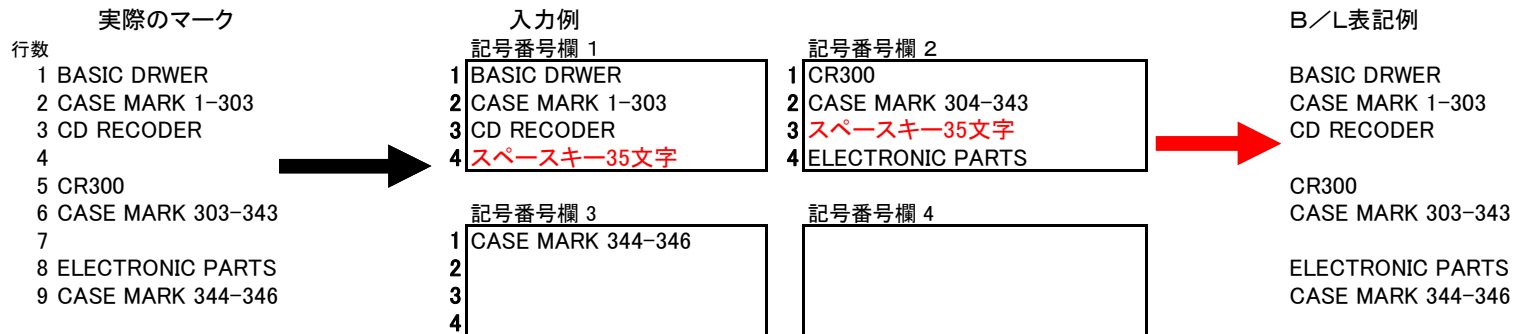 実際のマーク
行数
1 BASIC DRWER
2 CASE MARK 1-303
3 CD RECODER
4
5 CR300
6 CASE MARK 303-343
7
8 ELECTRONIC PARTS
9 CASE MARK 344-346
入力例
記号番号欄 1
1 BASIC DRWER
2 CASE MARK 1-303
3 CD RECODER
4 スペースキー35文字
記号番号欄 2
1 CR300
2 CASE MARK 304-343
3 スペースキー35文字
4 ELECTRONIC PARTS
記号番号欄 3
1 CASE MARK 344-346
2
3
4
記号番号欄 4
B/L表記例
BASIC DRWER
CASE MARK 1-303
CD RECODER
CR300
CASE MARK 303-343
ELECTRONIC PARTS
CASE MARK 344-346